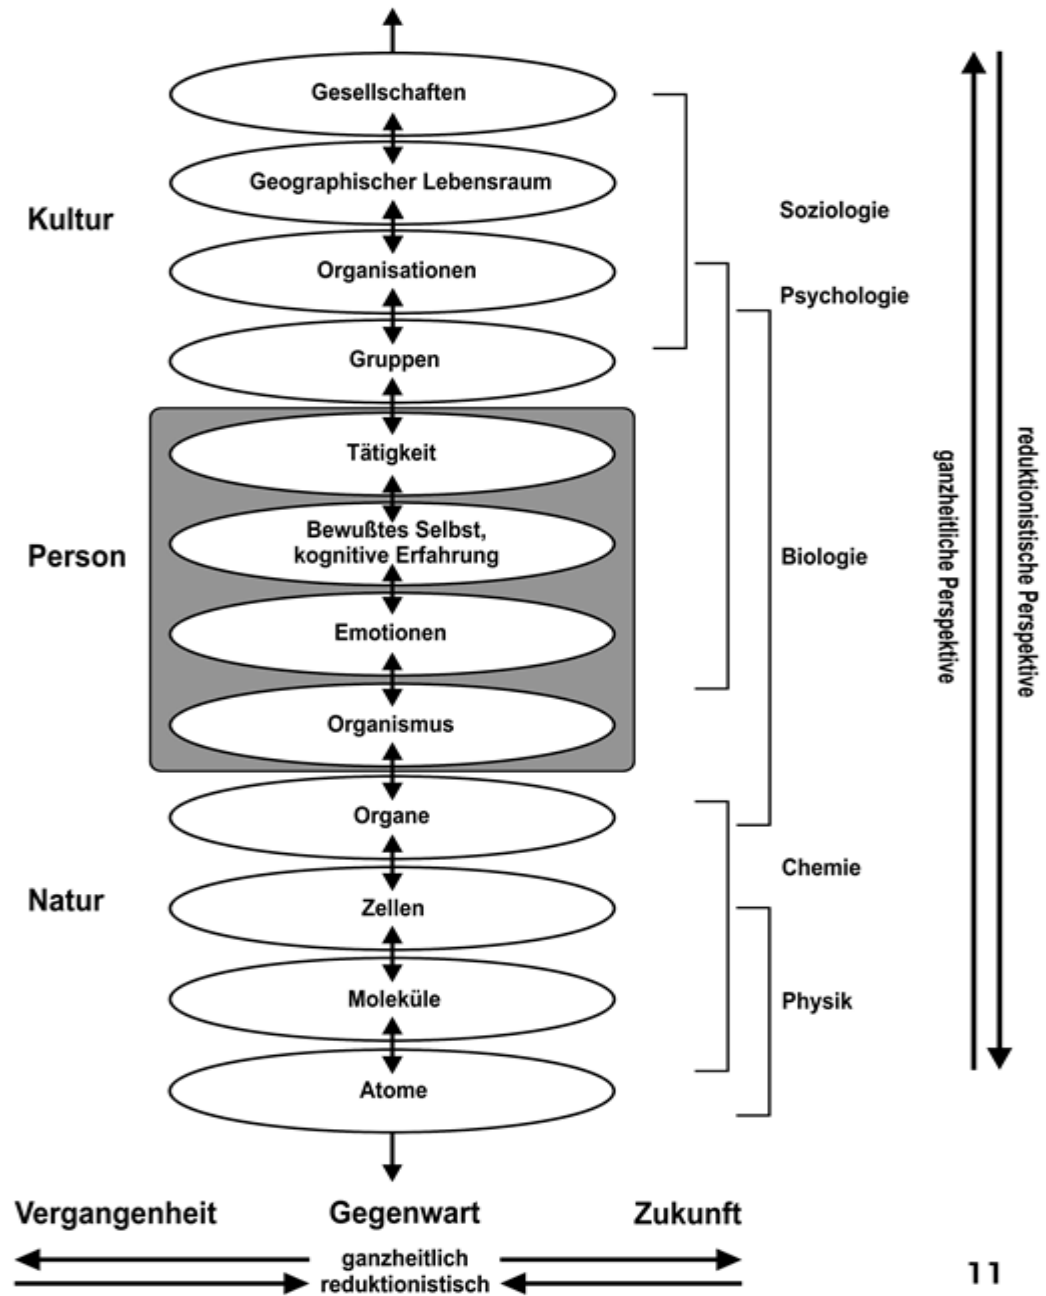 Gesellschaften
Geographischer Lebensraum
Soziologie
Kultur
Organisationen
Psychologie
Gruppen
Tätigkeit
ganzheitliche Perspektive
reduktionistische Perspektive
Bewußtes Selbst,
kognitive Erfahrung
Person
Biologie
Emotionen
Organismus
Organe
Chemie
Natur
Zellen
Moleküle
Physik
Atome
Vergangenheit Gegenwart Zukunft
ganzheitlich
reduktionistisch
11